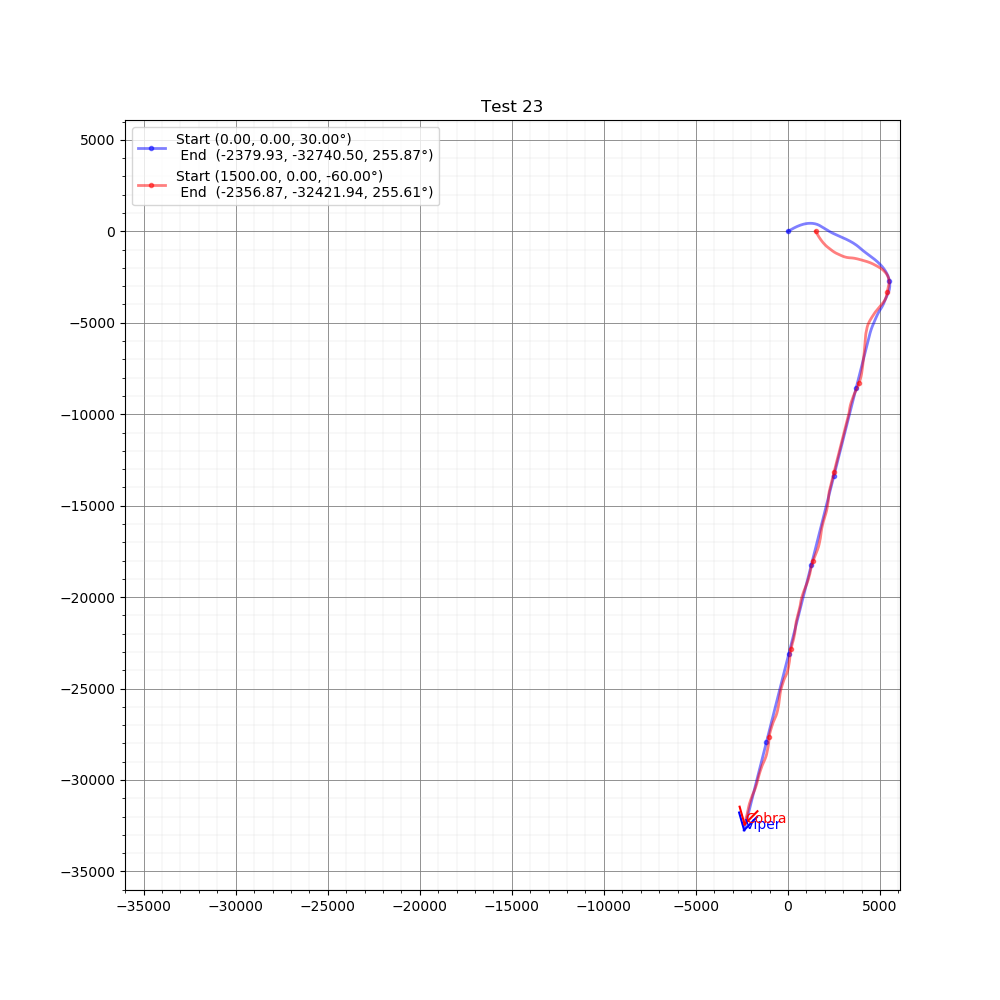 Test 23
Start (0.00, 0.00, 30.00°)
End (-2379.93, -32740.50, 255.87°)
Start (1500.00, 0.00, -60.00°)
End (-2356.87, -32421.94, 255.61°)
5000
0
−5000
−10000
−15000
−20000
−25000
−30000
−35000
Cobra
Viper
−35000 −30000 −25000 −20000 −15000 −10000 −5000 0 5000